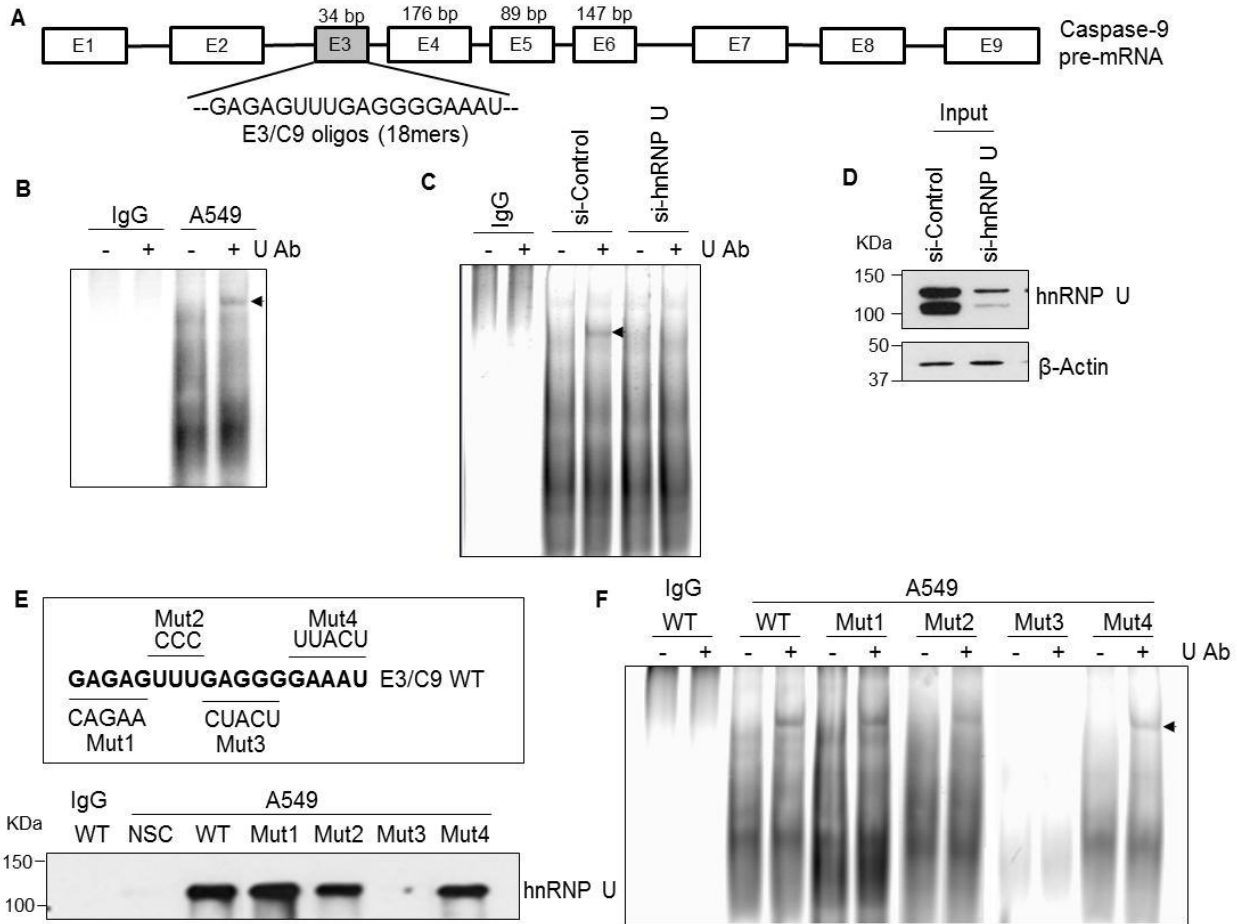 A
34 bp 176 bp 89 bp 147 bp
E1 E2 E3 E4 E5 E6 E7 E8 E9
Caspase-9
pre-mRNA
--GAGAGUUUGAGGGGAAAU--
E3/C9 oligos (18mers)
B
IgG A549
- + - + U Ab
C
IgG si-Control si-hnRNP U
- + - + - + U Ab
D
Input
si-Control si-hnRNP U
KDa
150
100
hnRNP U
50
37
β-Actin
E
Mut2 Mut4
CCC UUACU
GAGAGUUUGAGGGGAAAU E3/C9 WT
CAGAA CUACU
Mut1 Mut3
IgG A549
KDa
WT NSC WT Mut1 Mut2 Mut3 Mut4
150
100
hnRNP U
F
IgG A549
WT WT Mut1 Mut2 Mut3 Mut4
- + - + - + - + - + - + U Ab